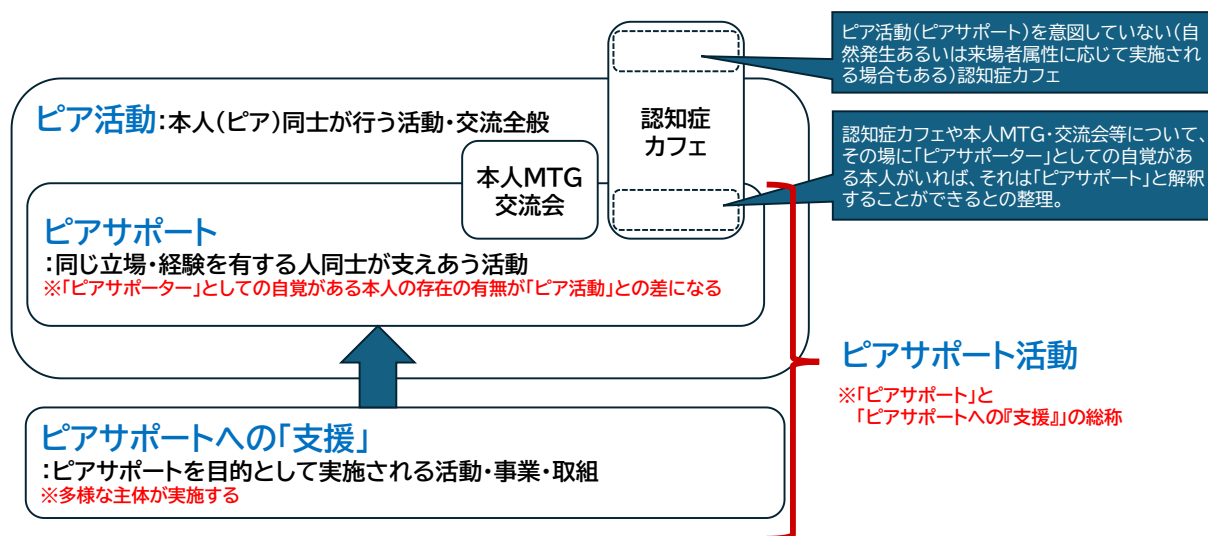 ピア活動(ピアサポート)を意図していない(自
然発生あるいは来場者属性に応じて実施され
る場合もある)認知症カフェ
ピア活動:本人(ピア)同士が行う活動・交流全般
認知症
カフェ
認知症カフェや本人MTG・交流会等について、
その場に「ピアサポーター」としての自覚があ
る本人がいれば、それは「ピアサポート」と解釈
することができるとの整理。
本人MTG
交流会
ピアサポート
:同じ立場・経験を有する人同士が支えあう活動
※「ピアサポーター」としての自覚がある本人の存在の有無が「ピア活動」との差になる
ピアサポート活動
※「ピアサポート」と
「ピアサポートへの『支援』」の総称
ピアサポートへの「支援」
:ピアサポートを目的として実施される活動・事業・取組
※多様な主体が実施する